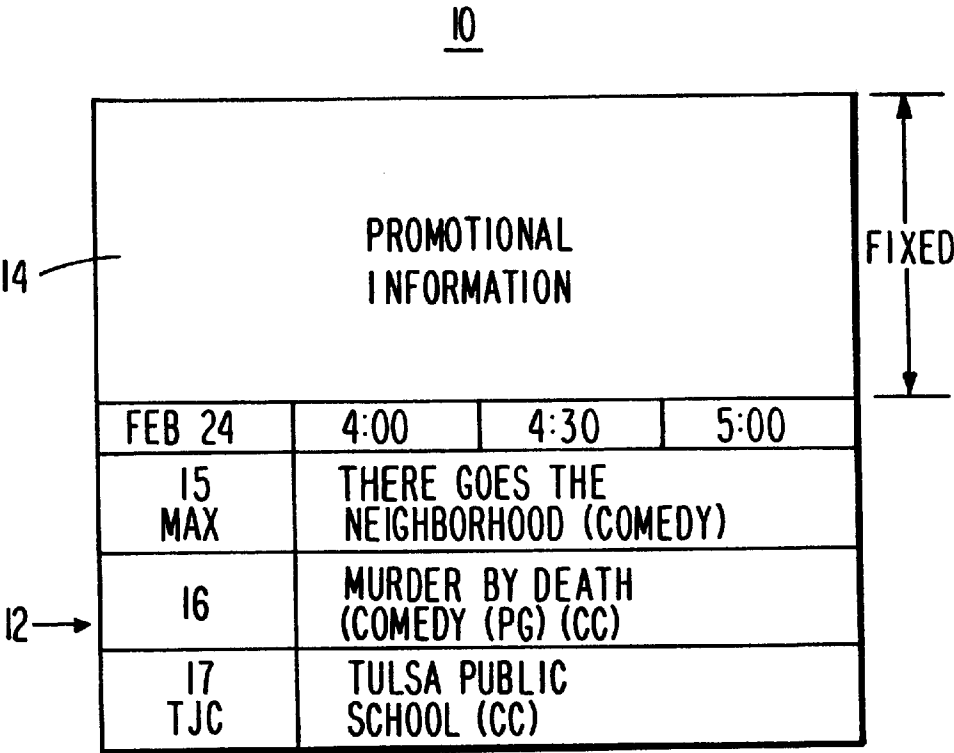 10
PROMOTIONAL
INFORMATION
14
FIXED
FEB 24 4:00 4:30 5:00
15
MAX
THERE GOES THE
NEIGHBORHOOD (COMEDY)
12
16
MURDER BY DEATH
(COMEDY (PG) (CC)
17
TJC
TULSA PUBLIC
SCHOOL (CC)